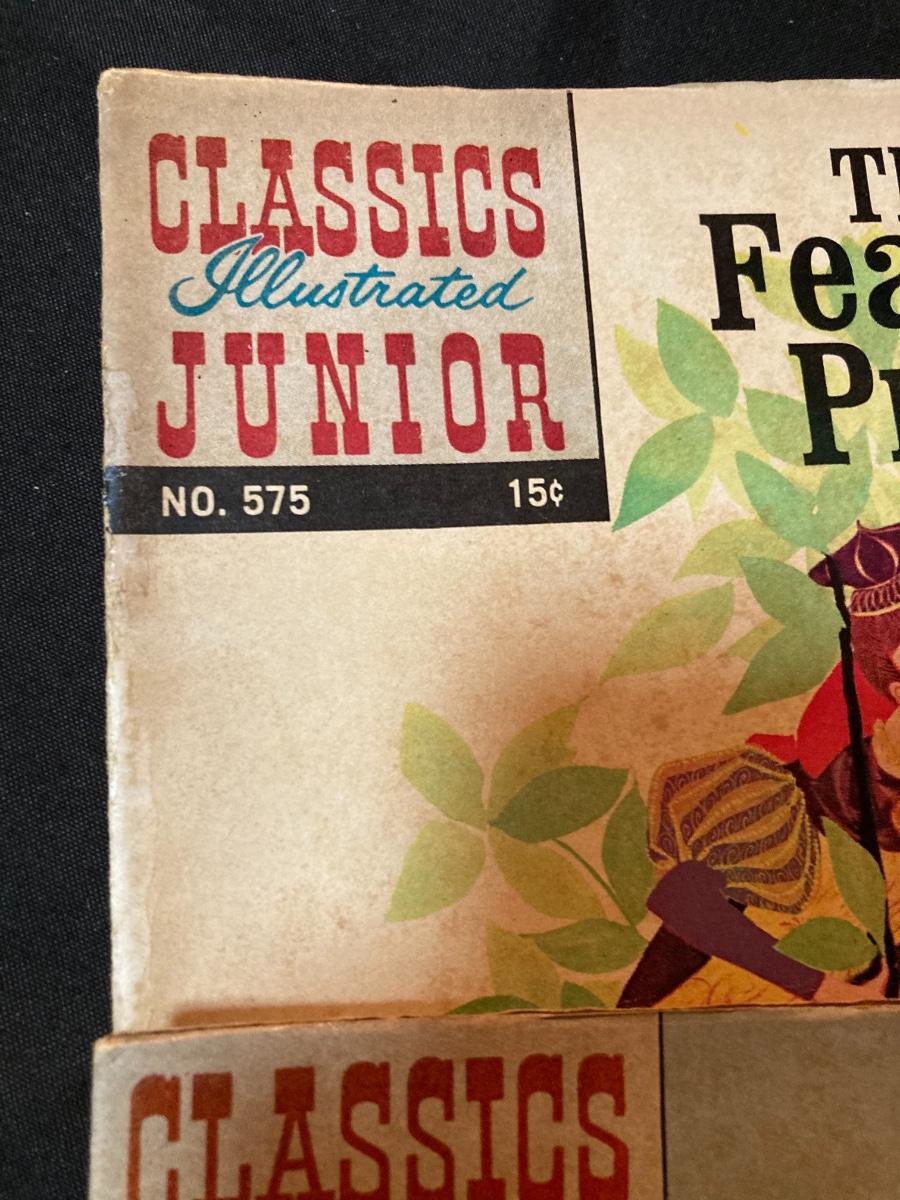 CLASSICS
Illustrated
JUNIOR
NO. 575 15¢
CLASSICS